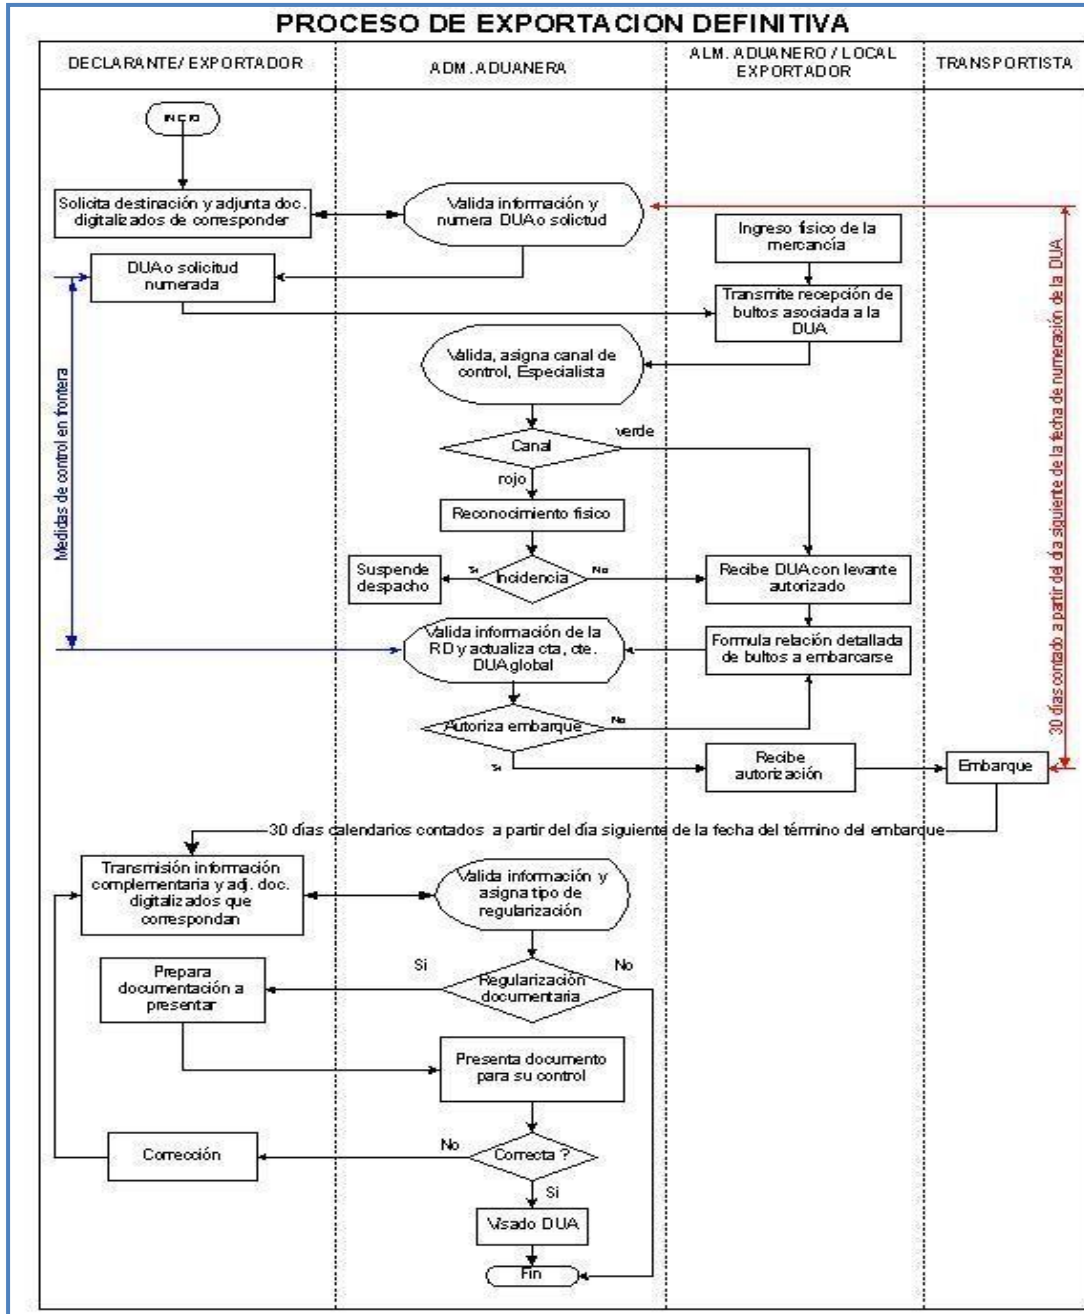 PROCESO DE EXPORTACION DEFINITIVA
DECLARANTE/ EXPORTADOR
ADM. ADUANERA
ALM. ADUANERO / LOCAL
EXPORTADOR
TRANSPORTISTA
INICIO
Solicita destinación y adjunta doc.
digitalizados de corresponder
Valida información y
numera DUA o solictud
Ingreso físico de la
mercancía
DUA o solicitud
numerada
Transmite recepción de
bultos asociada a la
DUA
Valida, asigna canal de
control, Especialista
Canal
verde
rojo
Reconocimiento físico
Suspende
despacho
Si
Incidencia
No
Recibe DUA con levante
autorizado
Valida información de la
RD y actualiza cta, cte.
DUA global
Formula relación detallada
de bultos a embarcarse
Autoriza embarque
No
Si
Recibe
autorización
Embarque
Medidas de control en frontera
30 días contado a partir del día siguiente de la fecha de numeración de la DUA
30 días calendarios contados a partir del día siguiente de la fecha del término del embarque
Transmisión información
complementaria y adj. doc.
digitalizados que
correspondan
Valida información y
asigna tipo de
regularización
Si
No
Prepara
documentación a
presentar
Regularización
documentaria
Presenta documento
para su control
Corrección
No
Correcta ?
Si
Visado DUA
Fin